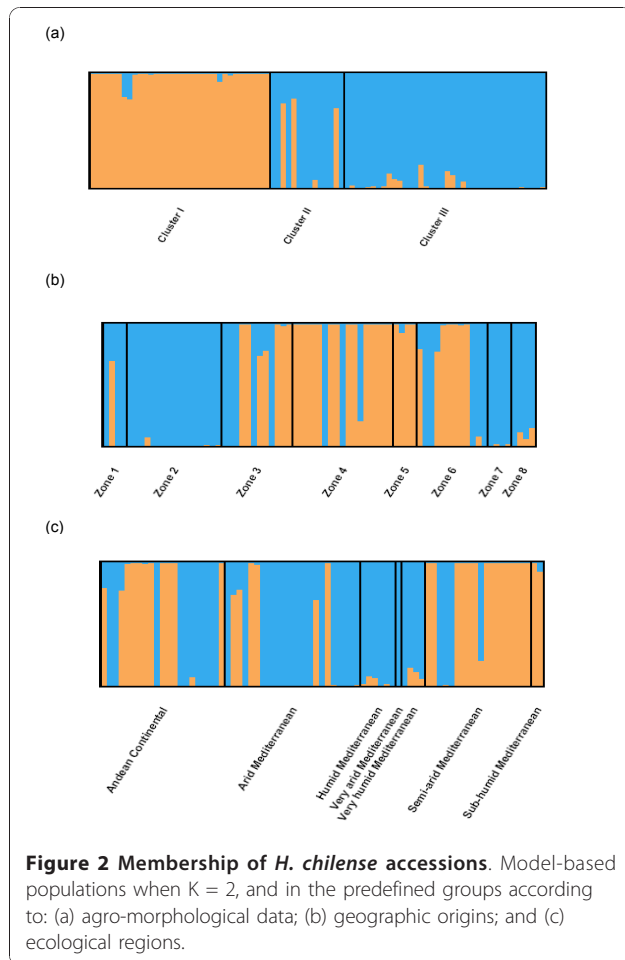 (a)
Cluster I
Cluster II
Cluster III
(b)
Zone 1
Zone 2
Zone 3
Zone 4
Zone 5
Zone 6
Zone 7
Zone 8
(c)
Andean Continental
Arid Mediterranean
Humid Mediterranean
Very arid Mediterranean
Very humid Mediterranean
Semi-arid Mediterranean
Sub-humid Mediterranean
Figure 2 Membership of H. chilense accessions. Model-based
populations when K = 2, and in the predefined groups according
to: (a) agro-morphological data; (b) geographic origins; and (c)
ecological regions.